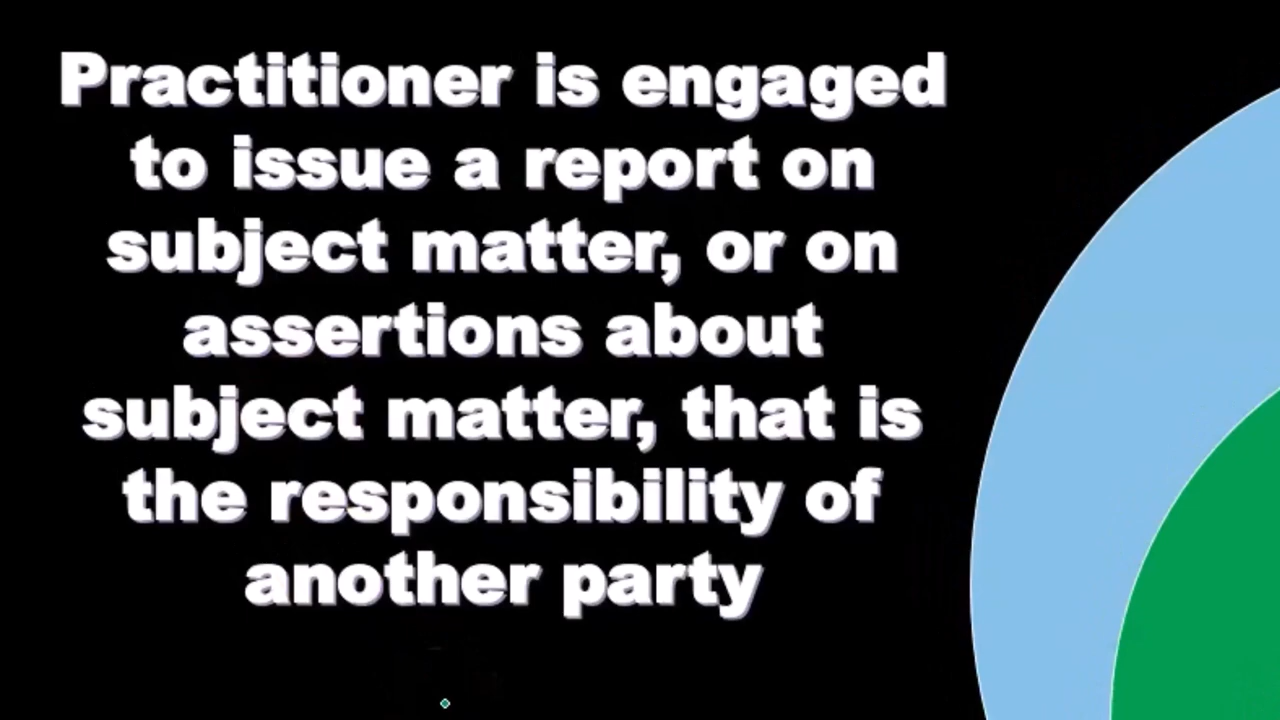 Practitioner is engaged
to issue a report on
subject matter, or on
assertions about
subject matter, that is
the responsibility of
another party